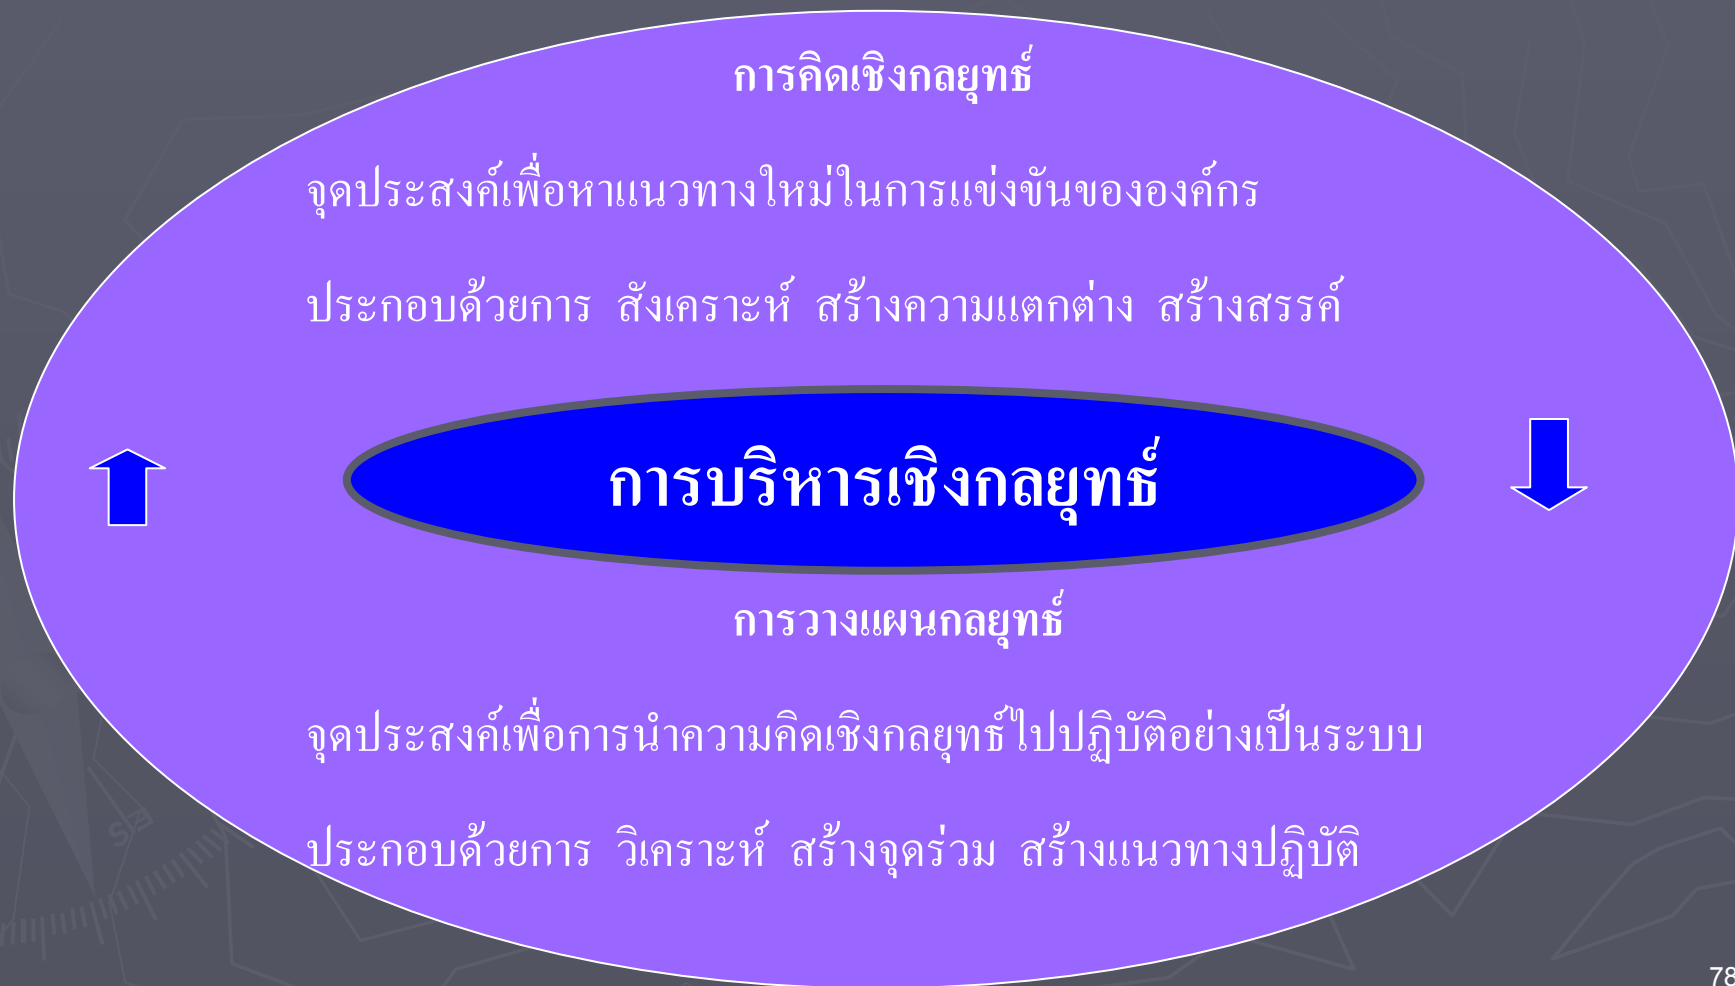 การคิดเชิงกลยุทธ์
จุดประสงค์เพื่อหาแนวทางใหม่ในการแข่งขันขององค์กร
ประกอบด้วยการ สังเคราะห์ สร้างความแตกต่าง สร้างสรรค์
การบริหารเชิงกลยุทธ์
การวางแผนกลยุทธ์
จุดประสงค์เพื่อการนำความคิดเชิงกลยุทธ์ไปปฏิบัติอย่างเป็นระบบ
ประกอบด้วยการ วิเคราะห์ สร้างจุดร่วม สร้างแนวทางปฏิบัติ
78